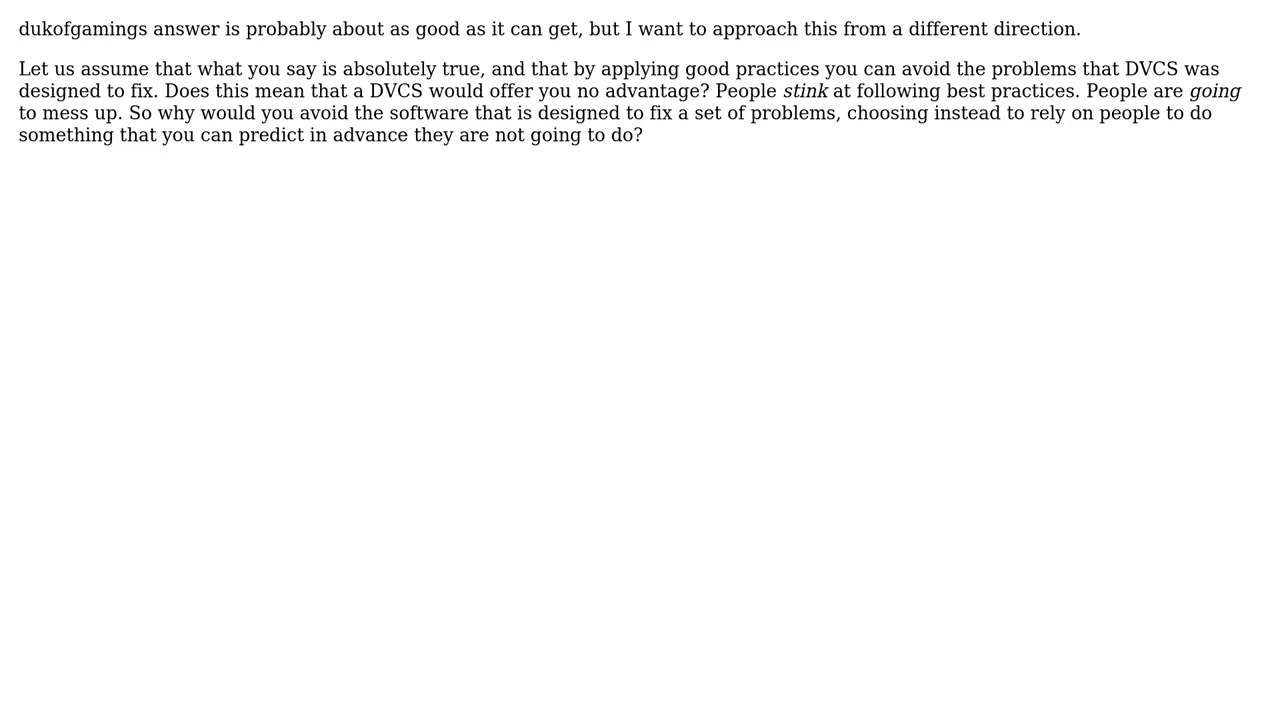 dukofgamings answer is probably about as good as it can get, but I want to approach this from a different direction.
Let us assume that what you say is absolutely true, and that by applying good practices you can avoid the problems that DVCS was
designed to fix. Does this mean that a DVCS would offer you no advantage? People stink at following best practices. People are going
to mess up. So why would you avoid the software that is designed to fix a set of problems, choosing instead to rely on people to do
something that you can predict in advance they are not going to do?